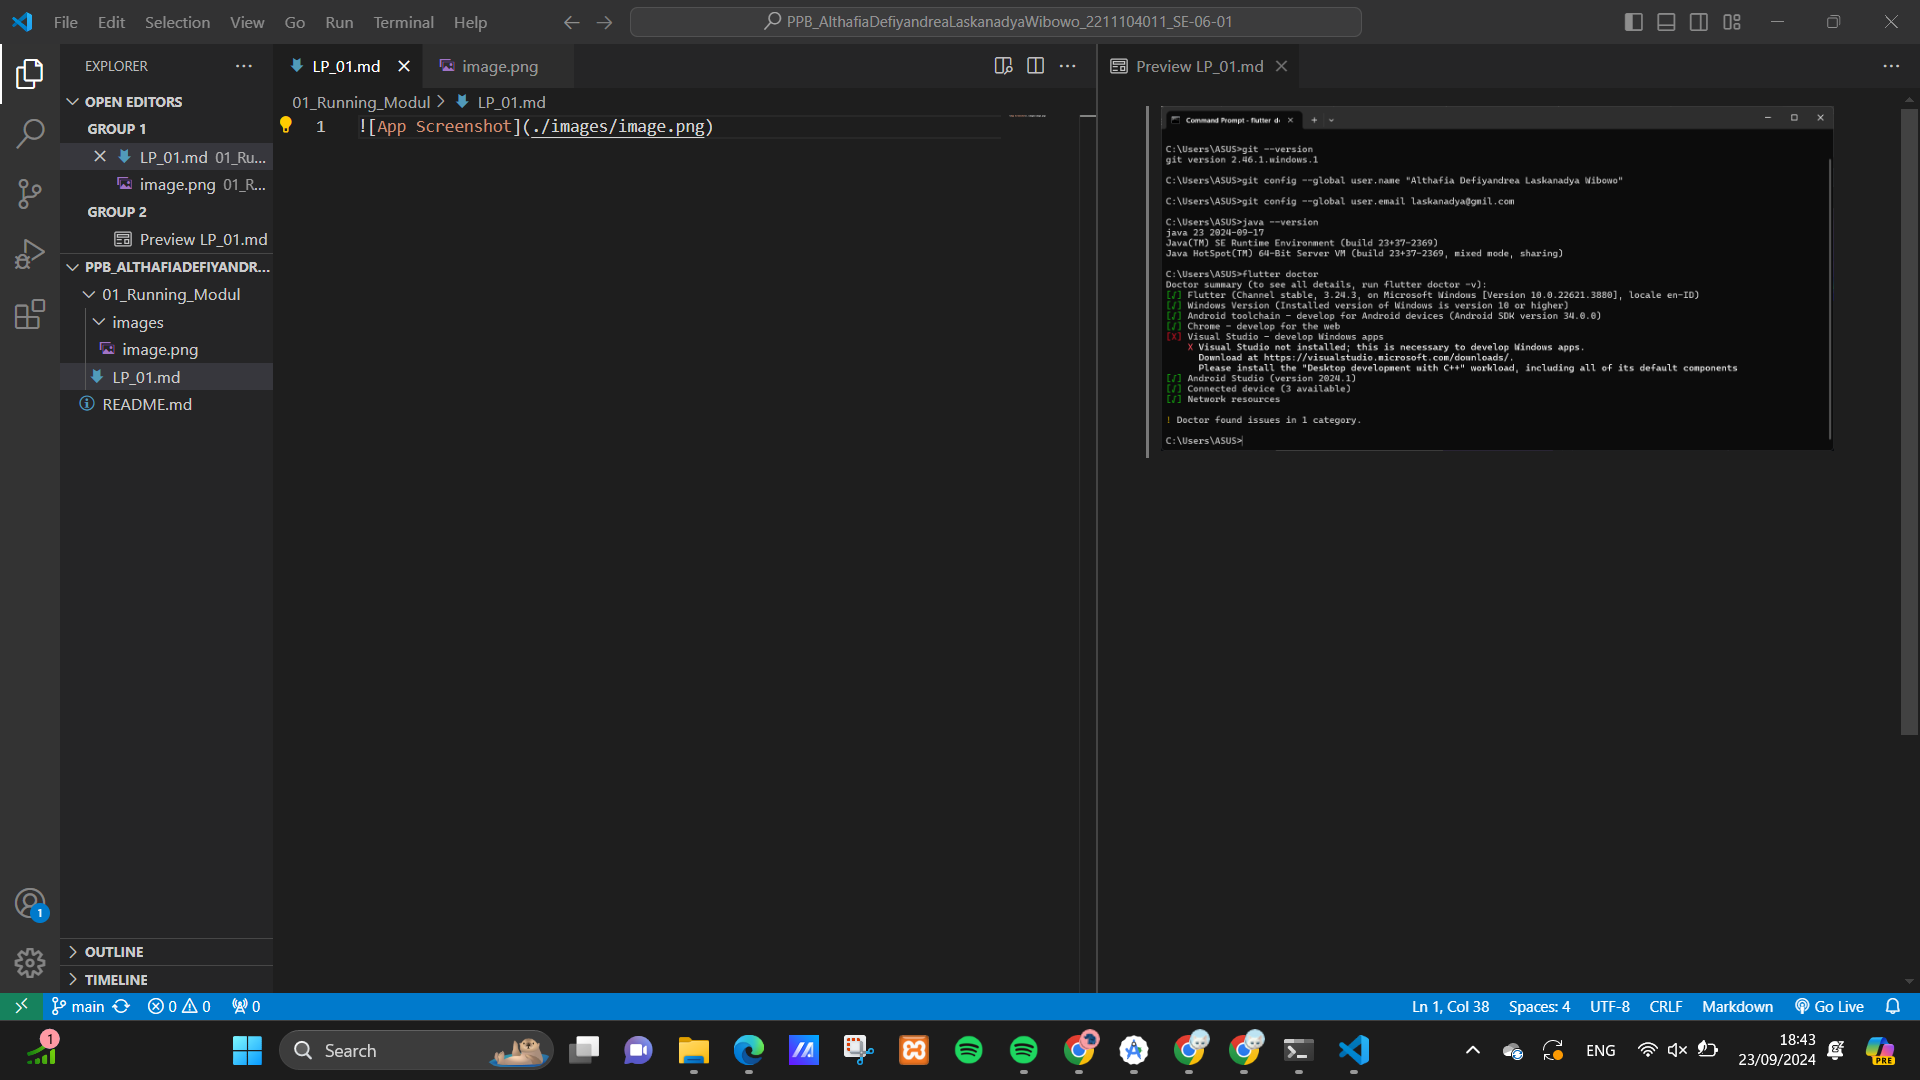 File Edit Selection View Go Run Terminal Help
PPB_AlthafiaDefiyandreaLaskanadyaWibowo_2211104011_SE-06-01
EXPLORER
OPEN EDITORS
GROUP 1
LP_01.md 01_Ru...
image.png 01_R...
GROUP 2
Preview LP_01.md
PPB_ALTHAFIADEFIYANDR...
01_Running_Modul
images
image.png
LP_01.md
README.md
OUTLINE
TIMELINE
LP_01.md
image.png
01_Running_Modul > LP_01.md
1 ![App Screenshot](./images/image.png)
Preview LP_01.md
Command Prompt - flutter d
C:\Users\ASUS>git --version
git version 2.46.1.windows.1
C:\Users\ASUS>git config --global user.name "Althafia Defiyandrea Laskanadya Wibowo"
C:\Users\ASUS>git config --global user.email laskanadya@gmil.com
C:\Users\ASUS>java --version
java 23 2024-09-17
Java(TM) SE Runtime Environment (build 23+37-2369)
Java HotSpot(TM) 64-Bit Server VM (build 23+37-2369, mixed mode, sharing)
C:\Users\ASUS>flutter doctor
Doctor summary (to see all details, run flutter doctor -v):
[√] Flutter (Channel stable, 3.24.3, on Microsoft Windows [Version 10.0.22621.3880], locale en-ID)
[√] Windows Version (Installed version of Windows is version 10 or higher)
[√] Android toolchain - develop for Android devices (Android SDK version 34.0.0)
[√] Chrome - develop for the web
[X] Visual Studio - develop Windows apps
X Visual Studio not installed; this is necessary to develop Windows apps.
Download at https://visualstudio.microsoft.com/downloads/.
Please install the "Desktop development with C++" workload, including all of its default components
[√] Android Studio (version 2024.1)
[√] Connected device (3 available)
[√] Network resources
! Doctor found issues in 1 category.
C:\Users\ASUS>
1
main 0 0 0
Ln 1, Col 38 Spaces: 4 UTF-8 CRLF Markdown Go Live
1
Search
ENG
18:43
23/09/2024
PRE